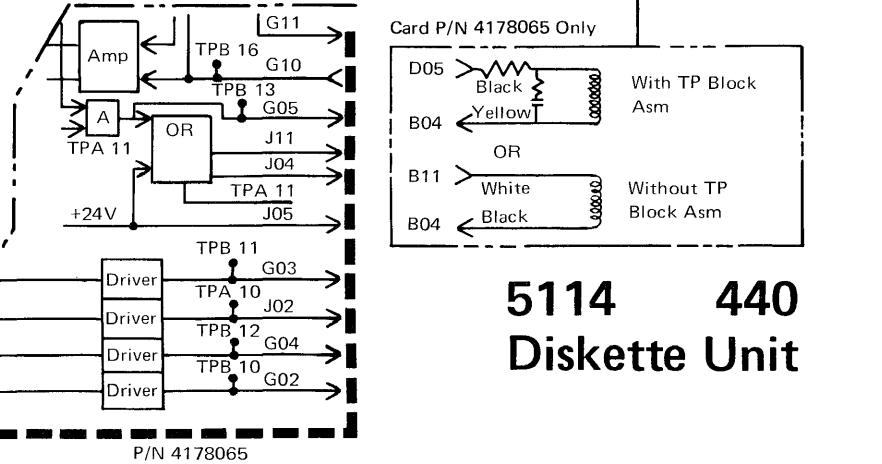 G11
Card P/N 4178065 Only
Amp
TPB 16
G10
TPB 13
G05
A
OR
TPA 11
J11
J04
TPA 11
+24V
J05
D05
Black
Yellow
B04
With TP Block
Asm
OR
B11
White
Black
B04
Without TP
Block Asm
TPB 11
Driver
G03
TPA 10
Driver
J02
TPB 12
Driver
G04
TPB 10
Driver
G02
P/N 4178065
5114 440
Diskette Unit